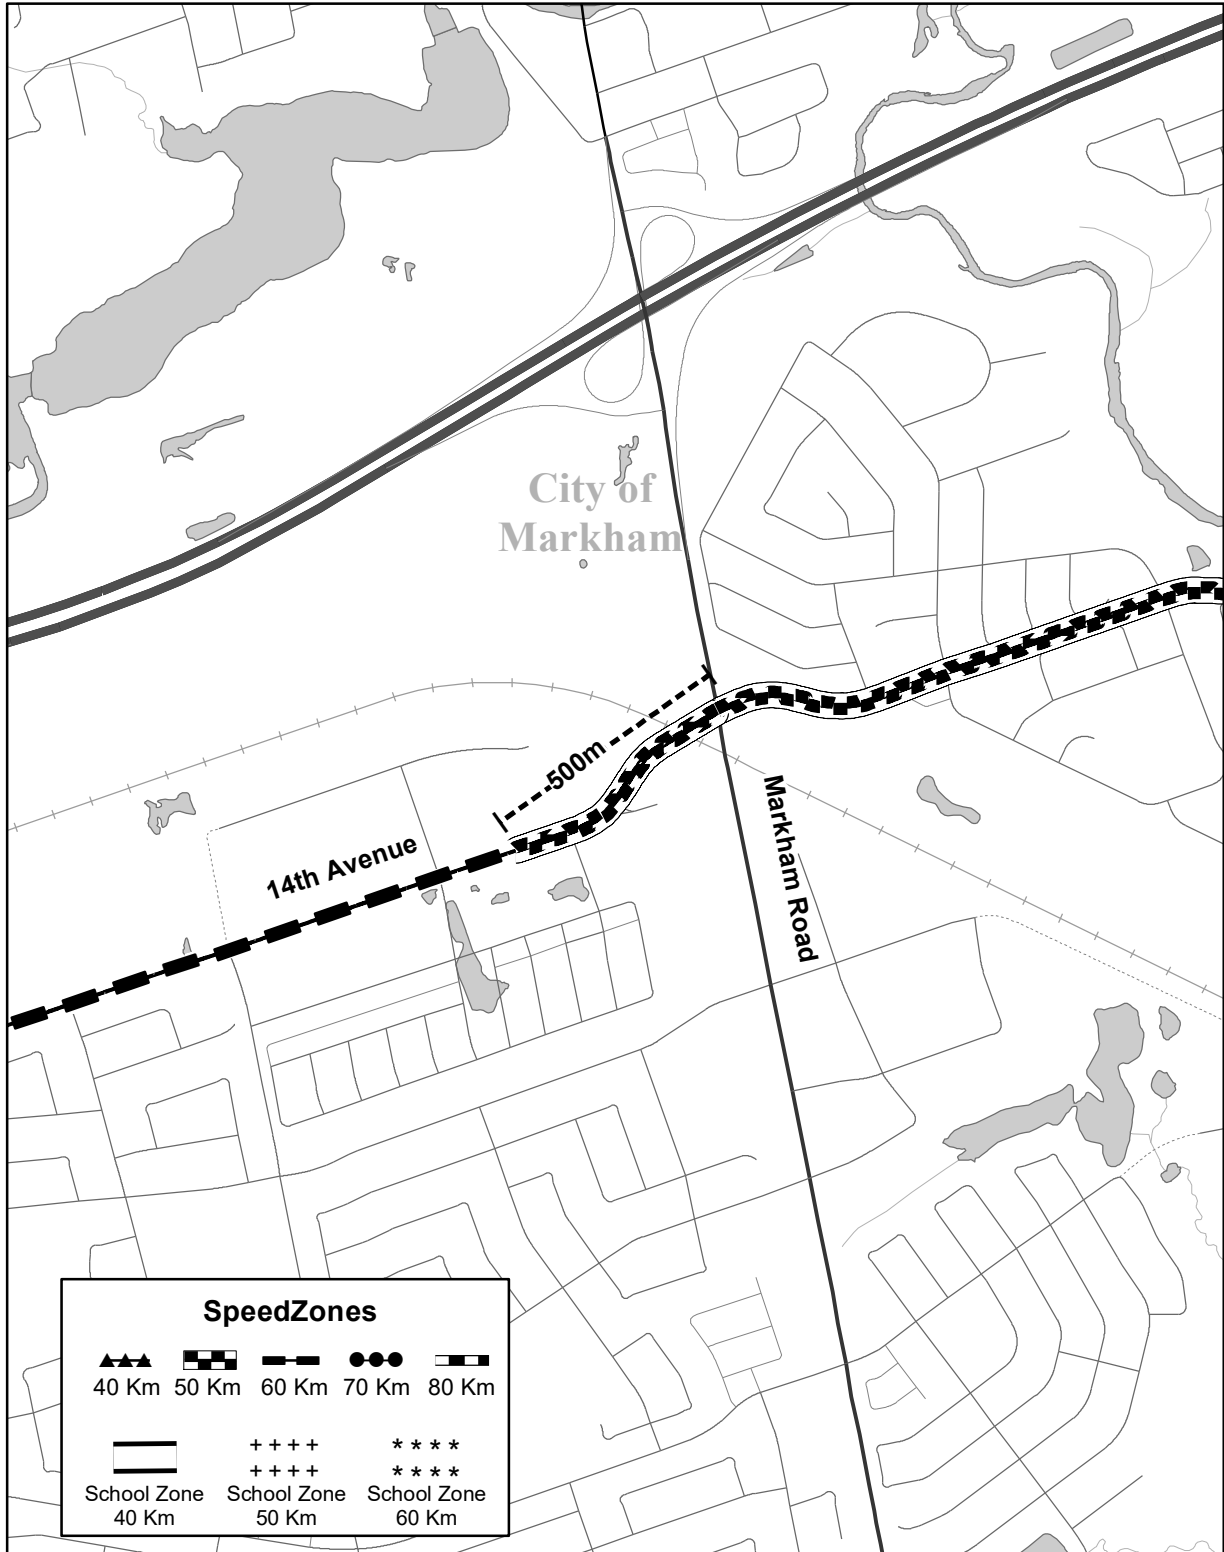 City of
Markham
500m
14th Avenue
Markham Road
SpeedZones
40 Km 50 Km 60 Km 70 Km 80 Km
+ + + + * * * *
+ + + + * * * *
School Zone School Zone School Zone
40 Km 50 Km 60 Km